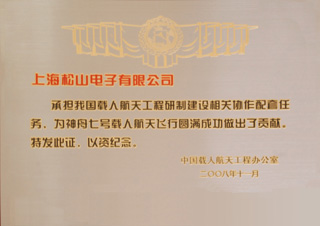 上海松山电子有限公司
承担我国载人航天工程研制建设相关协作配套任
务，为神舟七号载人航天飞行圆满成功做出了贡献。
特发此证，以资纪念。
中国载人航天工程办公室
二〇〇八年十一月